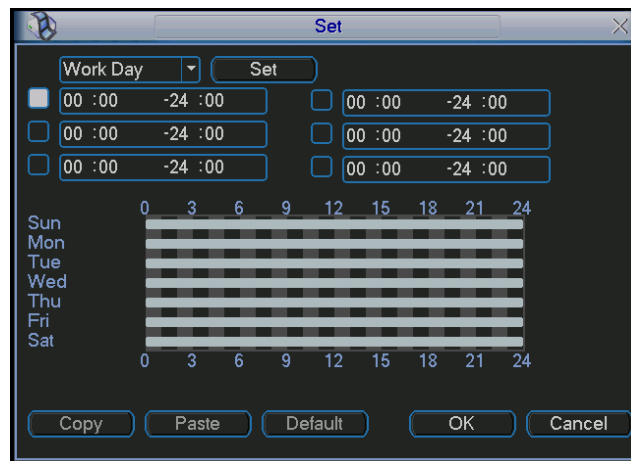 Set
Work Day Set
00 :00 -24 :00 00 :00 -24 :00
00 :00 -24 :00 00 :00 -24 :00
00 :00 -24 :00 00 :00 -24 :00
0 3 6 9 12 15 18 21 24
Sun
Mon
Tue
Wed
Thu
Fri
Sat
0 3 6 9 12 15 18 21 24
Copy Paste Default OK Cancel